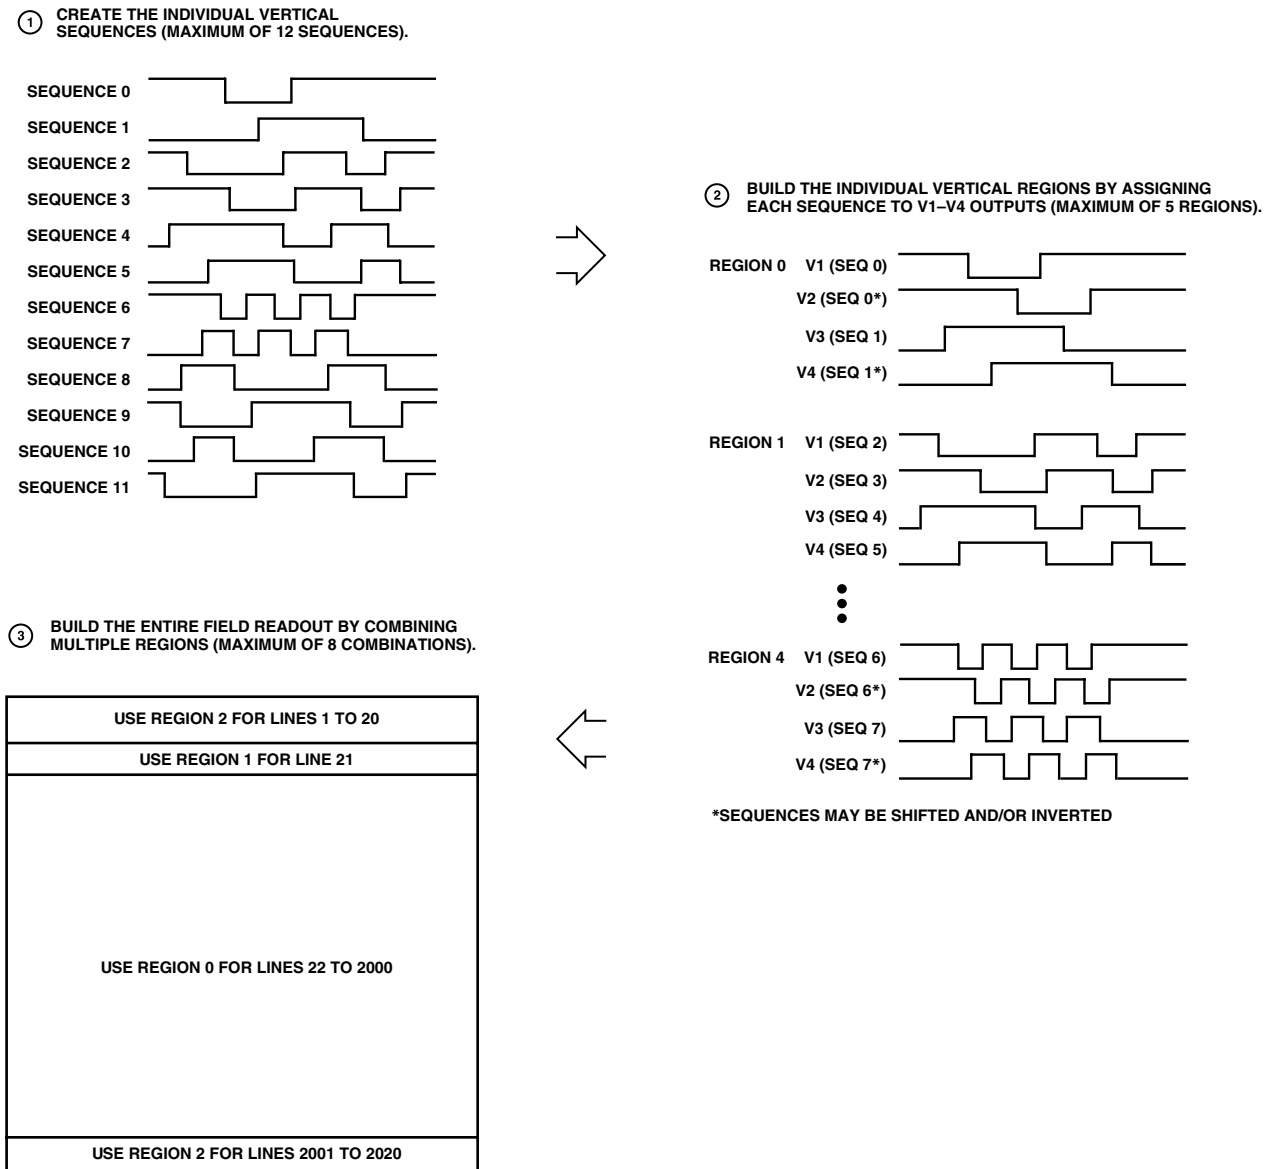 1 CREATE THE INDIVIDUAL VERTICAL
SEQUENCES (MAXIMUM OF 12 SEQUENCES).
SEQUENCE 0
SEQUENCE 1
SEQUENCE 2
SEQUENCE 3
SEQUENCE 4
SEQUENCE 5
SEQUENCE 6
SEQUENCE 7
SEQUENCE 8
SEQUENCE 9
SEQUENCE 10
SEQUENCE 11
2 BUILD THE INDIVIDUAL VERTICAL REGIONS BY ASSIGNING
EACH SEQUENCE TO V1–V4 OUTPUTS (MAXIMUM OF 5 REGIONS).
REGION 0 V1 (SEQ 0)
V2 (SEQ 0*)
V3 (SEQ 1)
V4 (SEQ 1*)
REGION 1 V1 (SEQ 2)
V2 (SEQ 3)
V3 (SEQ 4)
V4 (SEQ 5)
REGION 4 V1 (SEQ 6)
V2 (SEQ 6*)
V3 (SEQ 7)
V4 (SEQ 7*)
*SEQUENCES MAY BE SHIFTED AND/OR INVERTED
3 BUILD THE ENTIRE FIELD READOUT BY COMBINING
MULTIPLE REGIONS (MAXIMUM OF 8 COMBINATIONS).
USE REGION 2 FOR LINES 1 TO 20
USE REGION 1 FOR LINE 21
USE REGION 0 FOR LINES 22 TO 2000
USE REGION 2 FOR LINES 2001 TO 2020